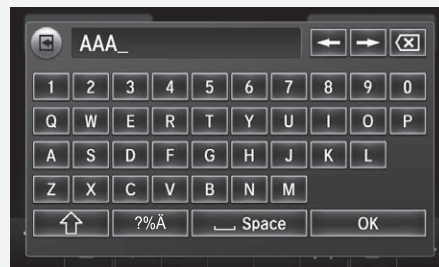 AAA_
1 2 3 4 5 6 7 8 9 0
Q W E R T Y U I O P
A S D F G H J K L
Z X C V B N M
?%Ä Space OK